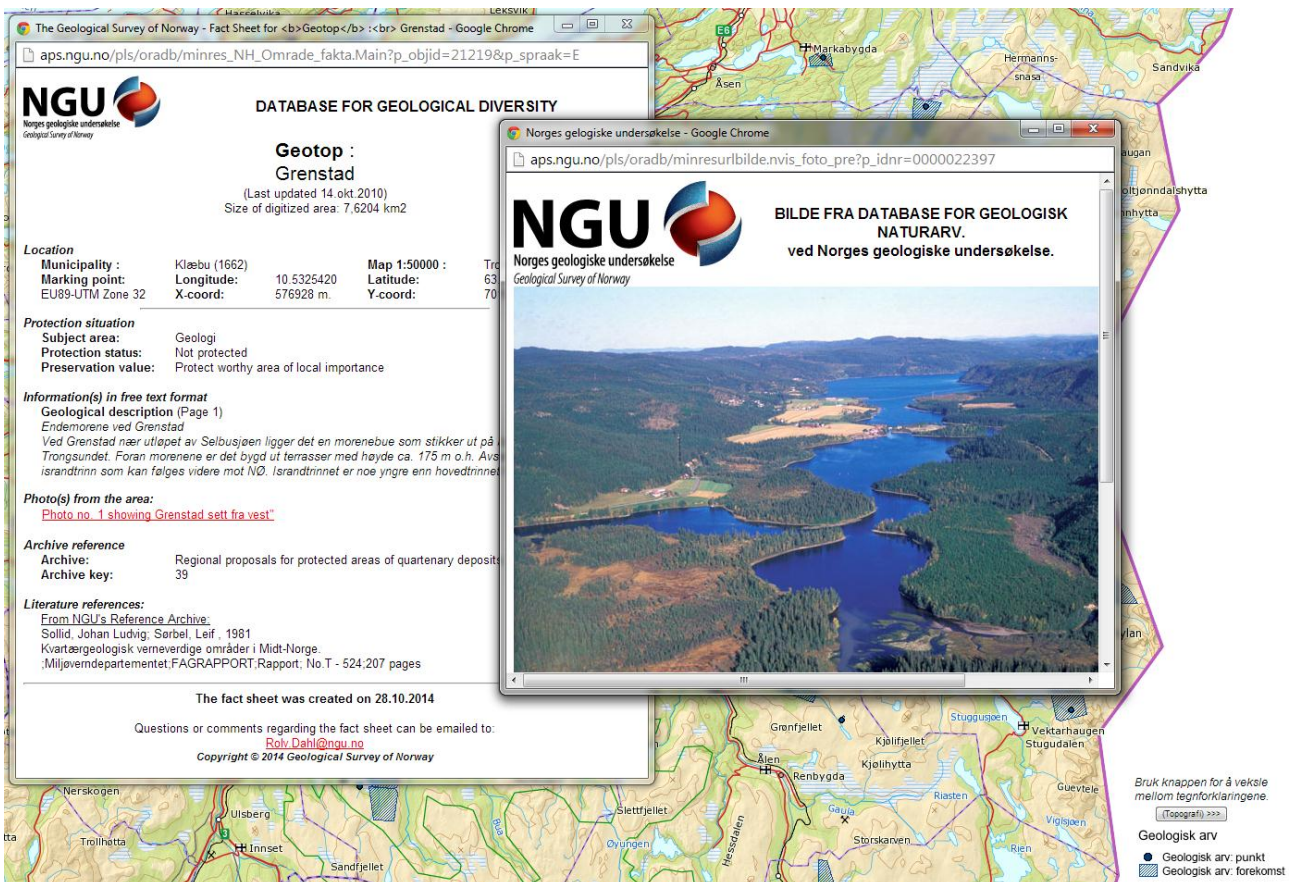 The Geological Survey of Norway - Fact Sheet for <b>Geotop</b> :<br> Grenstad - Google Chrome
aps.ngu.no/pls/oradb/minres_NH_Omrade_fakta.Main?p_objid=21219&p_spraak=E
NGU
Norges geologiske undersøkelse
Geological Survey of Norway
DATABASE FOR GEOLOGICAL DIVERSITY
Geotop :
Grenstad
(Last updated 14.okt.2010)
Size of digitized area: 7,6204 km2
Location
Municipality : Klæbu (1662) Map 1:50000 :
Marking point: Longitude: 10.5325420 Latitude: 63
EU89-UTM Zone 32 X-coord: 576928 m. Y-coord: 70
Protection situation
Subject area: Geologi
Protection status: Not protected
Preservation value: Protect worthy area of local importance
Information(s) in free text format
Geological description (Page 1)
Endemorene ved Grenstad
Ved Grenstad nær utløpet av Selbusjøen ligger det en morenebue som stikker ut på
Trongsundet. Foran morenene er det bygd ut terrasser med høyde ca. 175 m o.h. Avs
israndtrinn som kan følges videre mot NØ. Israndtrinnet er noe yngre enn hovedtrinnet
Photo(s) from the area:
Photo no. 1 showing Grenstad sett fra vest"
Archive reference
Archive: Regional proposals for protected areas of quartenary deposits
Archive key: 39
Literature references:
From NGU's Reference Archive:
Sollid, Johan Ludvig; Sørbel, Leif , 1981
Kvartærgeologisk verneverdige områder i Midt-Norge.
;Miljøverndepartementet;FAGRAPPORT;Rapport; No.T - 524;207 pages
The fact sheet was created on 28.10.2014
Questions or comments regarding the fact sheet can be emailed to:
Rolv.Dahl@ngu.no
Copyright © 2014 Geological Survey of Norway
Norges gelogiske undersøkelse - Google Chrome
aps.ngu.no/pls/oradb/minresurlbilde.nvis_foto_pre?p_idnr=0000022397
NGU
Norges geologiske undersøkelse
Geological Survey of Norway
BILDE FRA DATABASE FOR GEOLOGISK
NATURARV.
ved Norges geologiske undersøkelse.
E6
Markabygda
Åsen
Hermanns-
snasa
Sandvika
Grønfjellet
Kjølifjellet
Stuggusjøen
Vektarhaugen
Stugudalen
Ålen
Kjølihytta
Renbygda
Riasten
Guevtele
Nerskogen
Ulsberg
3
Trollhøtta
Innset
Sandfjellet
Bua
Slettfjellet
Øyungen
Hessdalen
Gaula
Storskarven
Vigelsjøen
Rien
Bruk knappen for å veksle
mellom tegnforklaringene.
(Topografi) >>>
Geologisk arv
Geologisk arv: punkt
Geologisk arv: forekomst